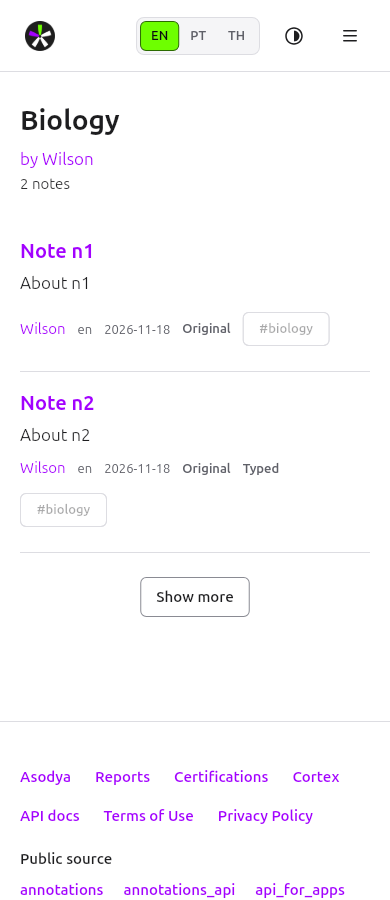 EN PT TH
Biology
by Wilson
2 notes
Note n1
About n1
Wilson en 2026-11-18 Original #biology
Note n2
About n2
Wilson en 2026-11-18 Original Typed
#biology
Show more
Asodya Reports Certifications Cortex
API docs Terms of Use Privacy Policy
Public source
annotations annotations_api api_for_apps